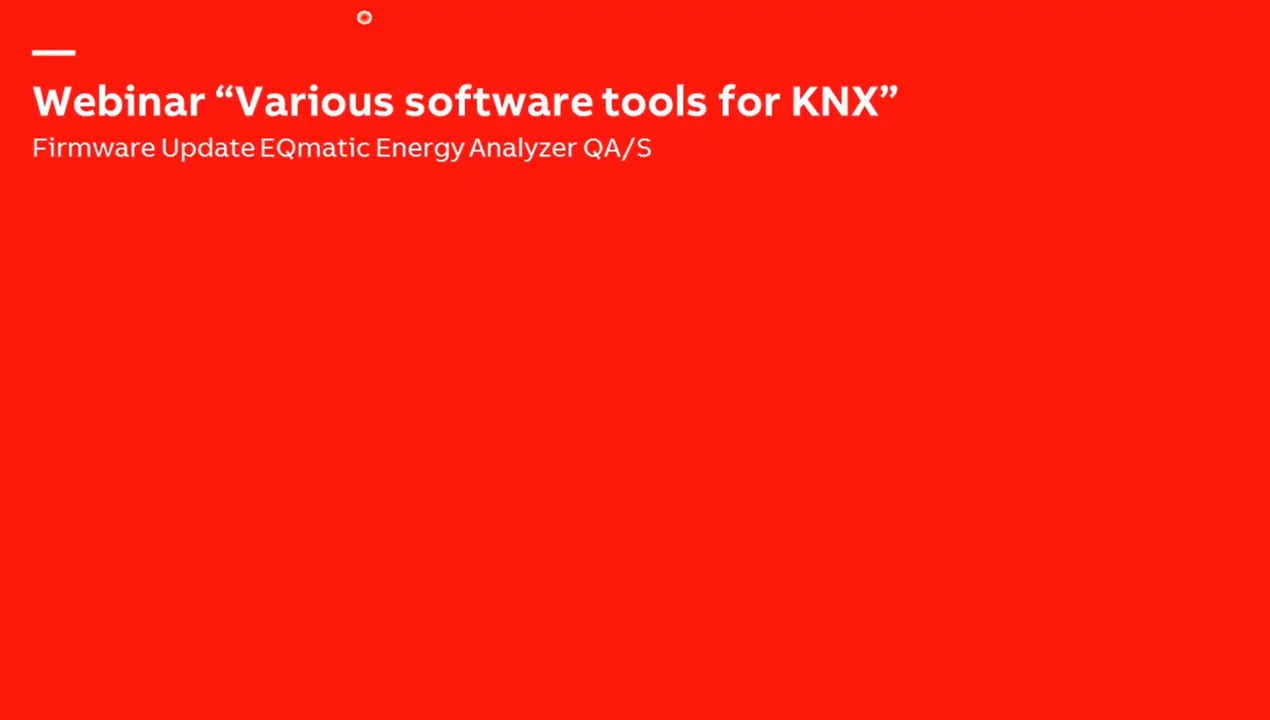 Webinar “Various software tools for KNX”
Firmware Update EQmatic Energy Analyzer QA/S